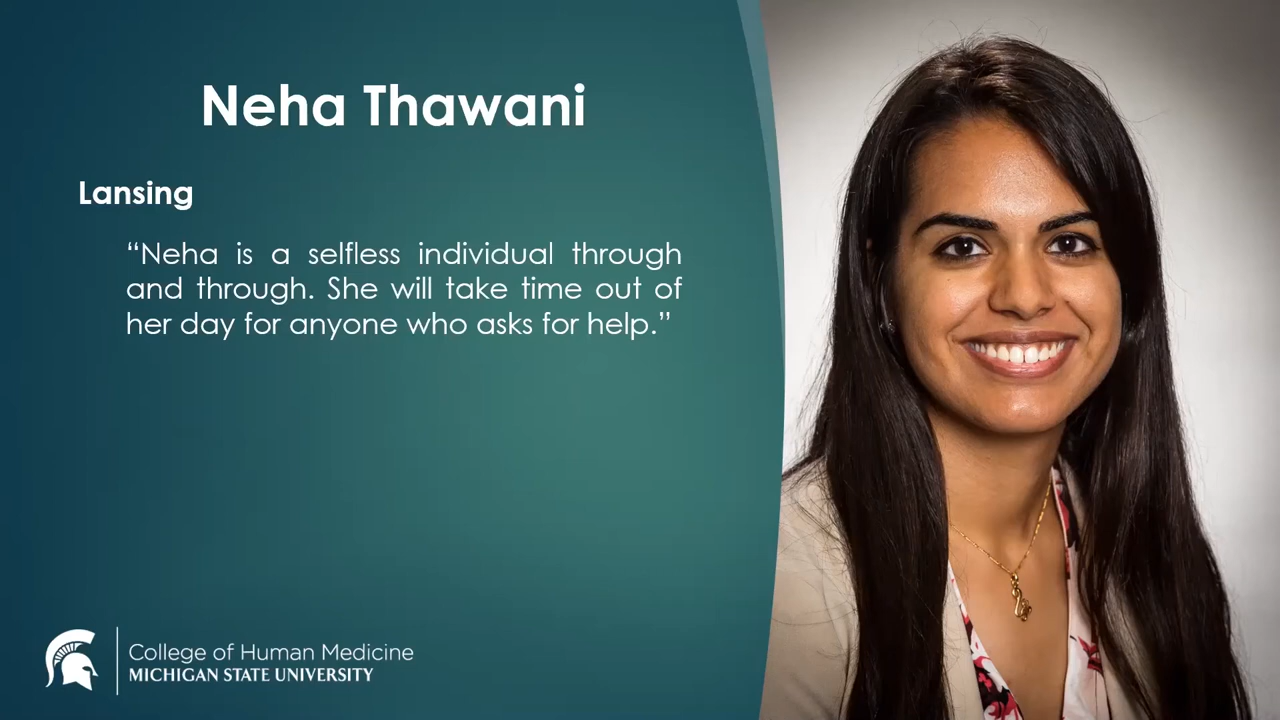 Neha Thawani
Lansing
“Neha is a selfless individual through
and through. She will take time out of
her day for anyone who asks for help.”
College of Human Medicine
MICHIGAN STATE UNIVERSITY